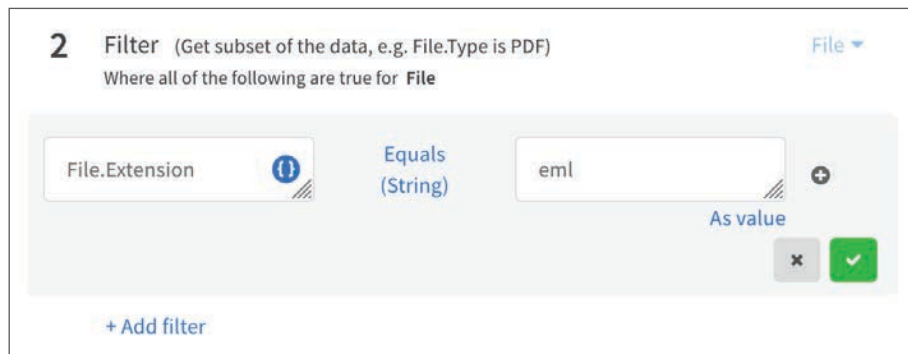 2 Filter (Get subset of the data, e.g. File.Type is PDF) File
Where all of the following are true for File
File.Extension {} Equals (String) eml
As value
+ Add filter